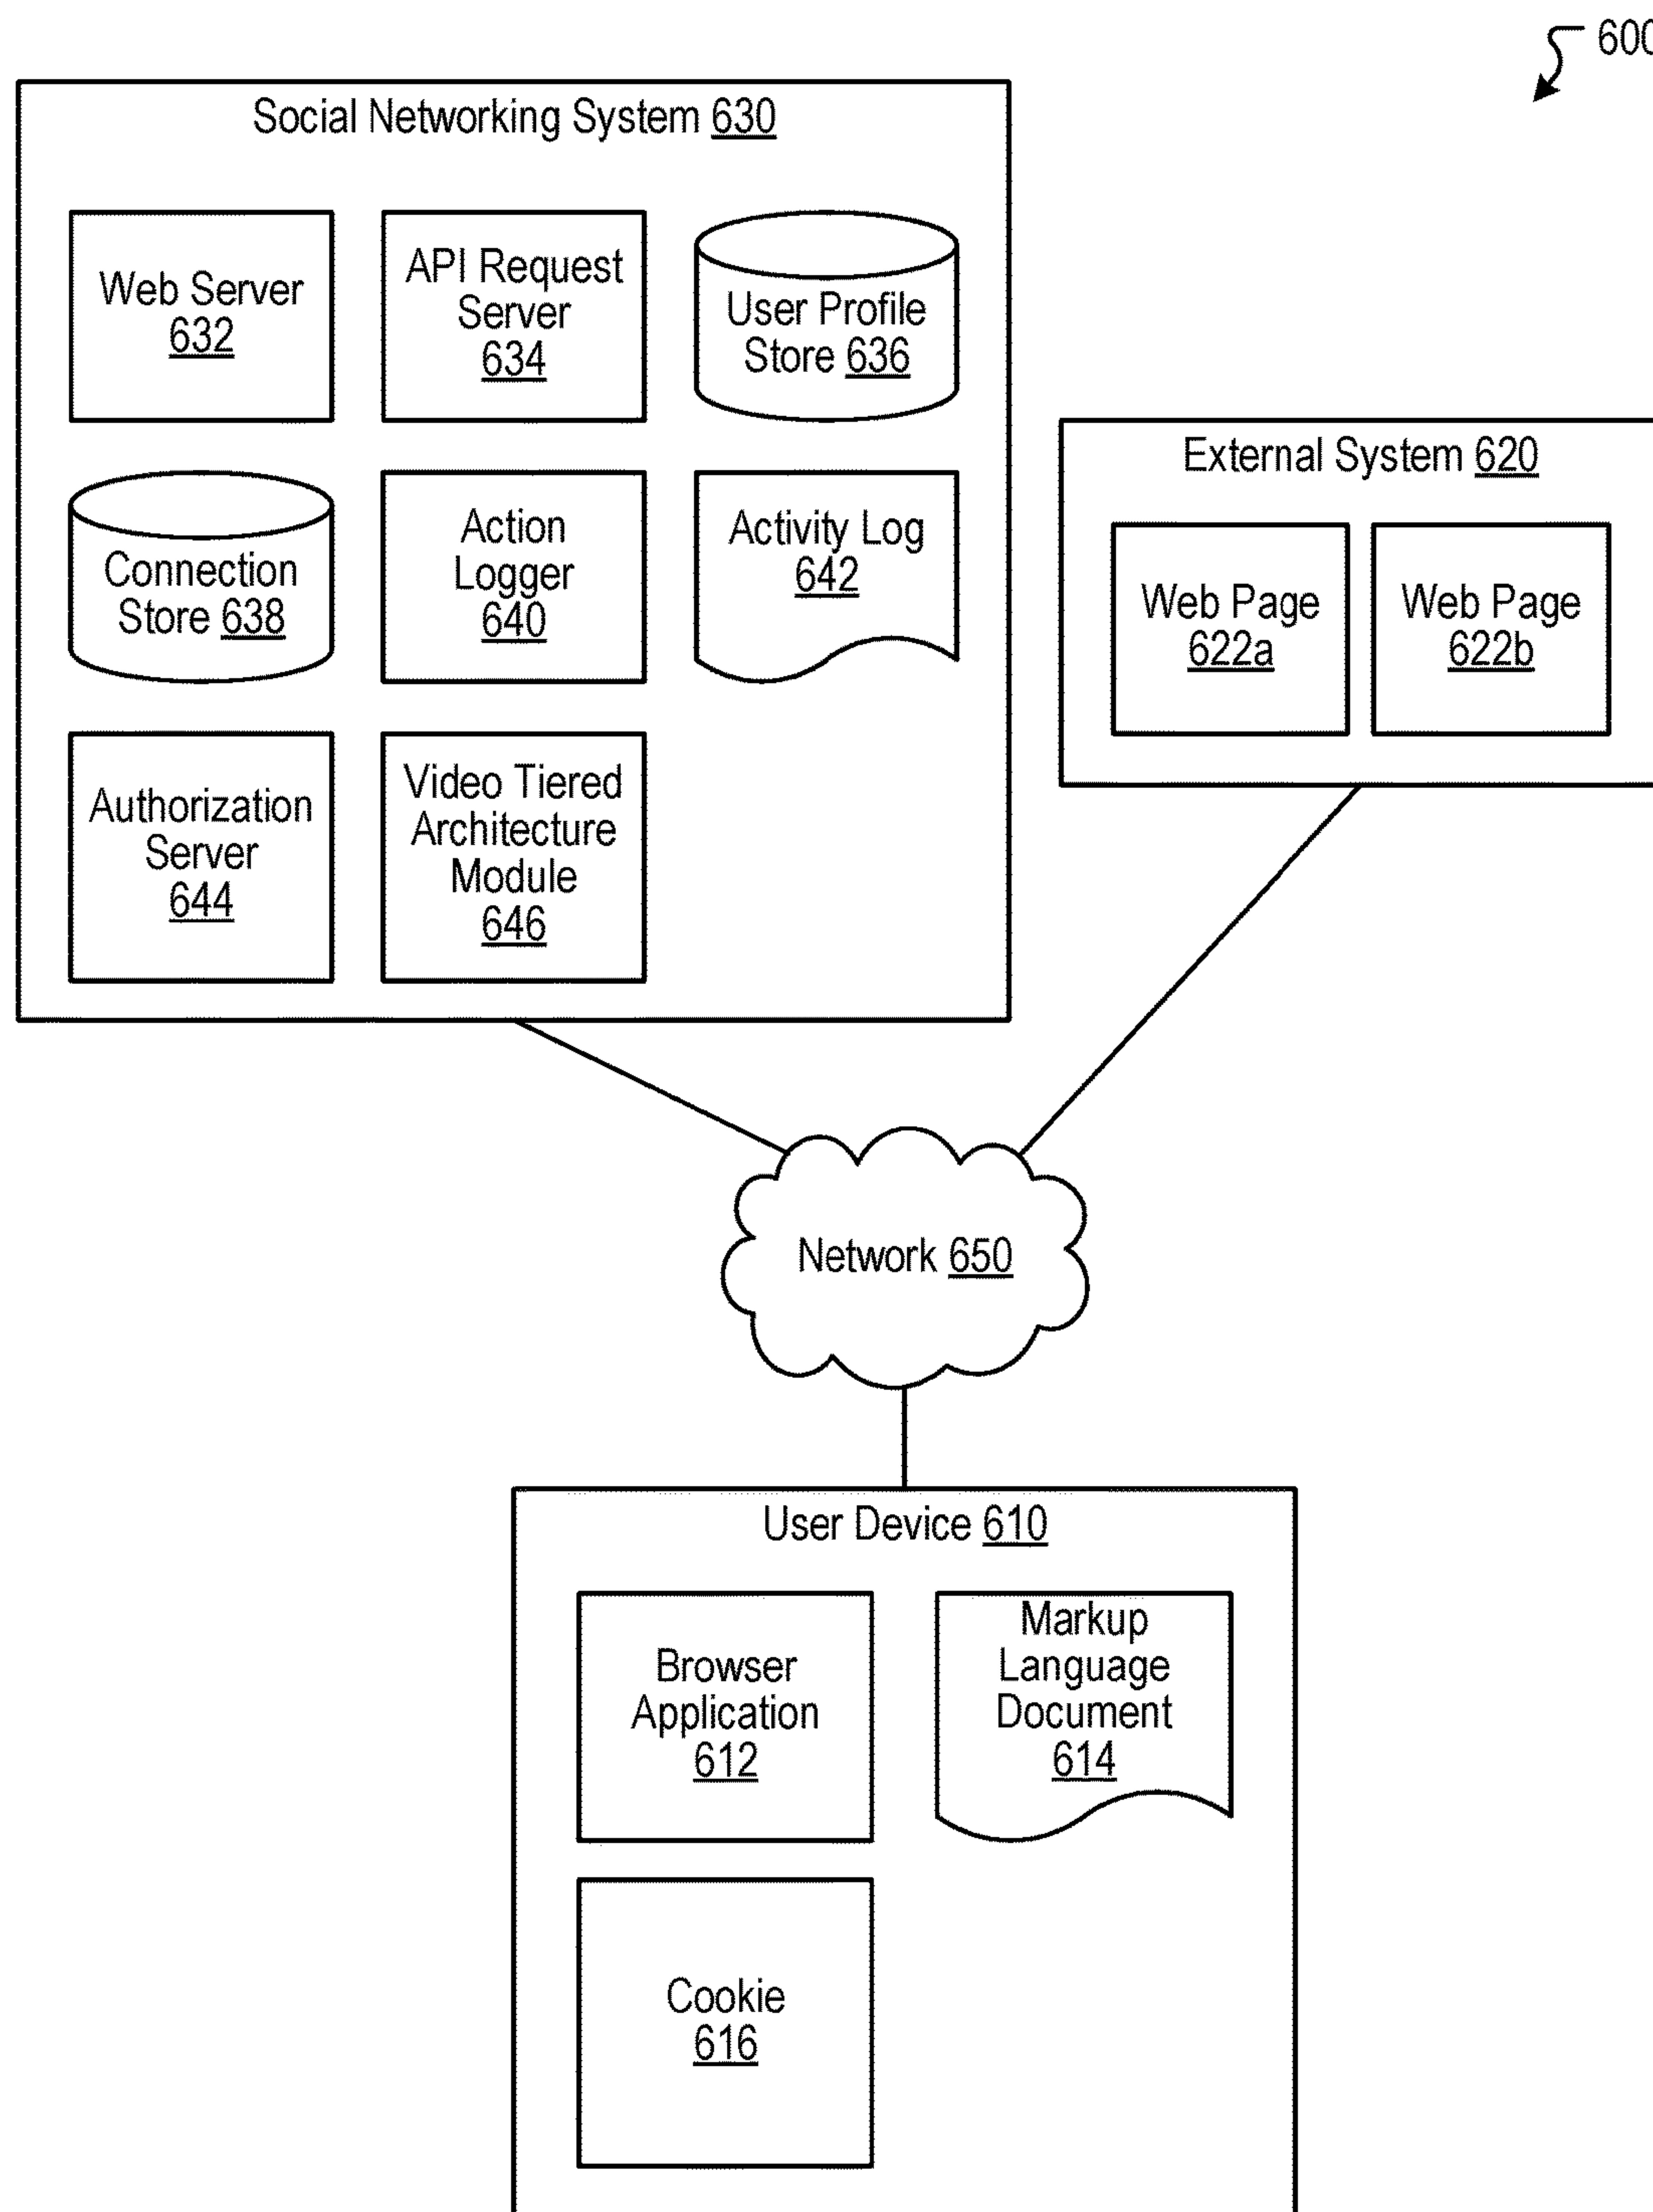 600
Social Networking System 630
Web Server
632
API Request
Server
634
User Profile
Store 636
Connection
Store 638
Action
Logger
640
Activity Log
642
Authorization
Server
644
Video Tiered
Architecture
Module
646
External System 620
Web Page
622a
Web Page
622b
Network 650
User Device 610
Browser
Application
612
Markup
Language
Document
614
Cookie
616